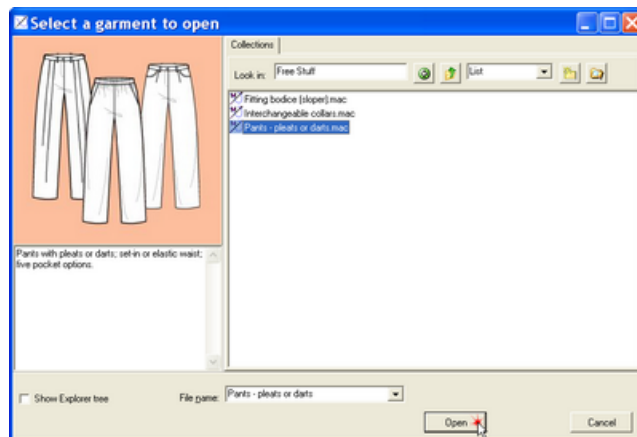 Select a garment to open
Collections
Look in: Free Stuff List
Fitting bodice (sloper).mac
Interchangeable collars.mac
Pants - pleats or darts.mac
Pants with pleats or darts; set-in or elastic waist;
five pocket options.
Show Explorer tree
File name: Pants - pleats or darts
Open Cancel